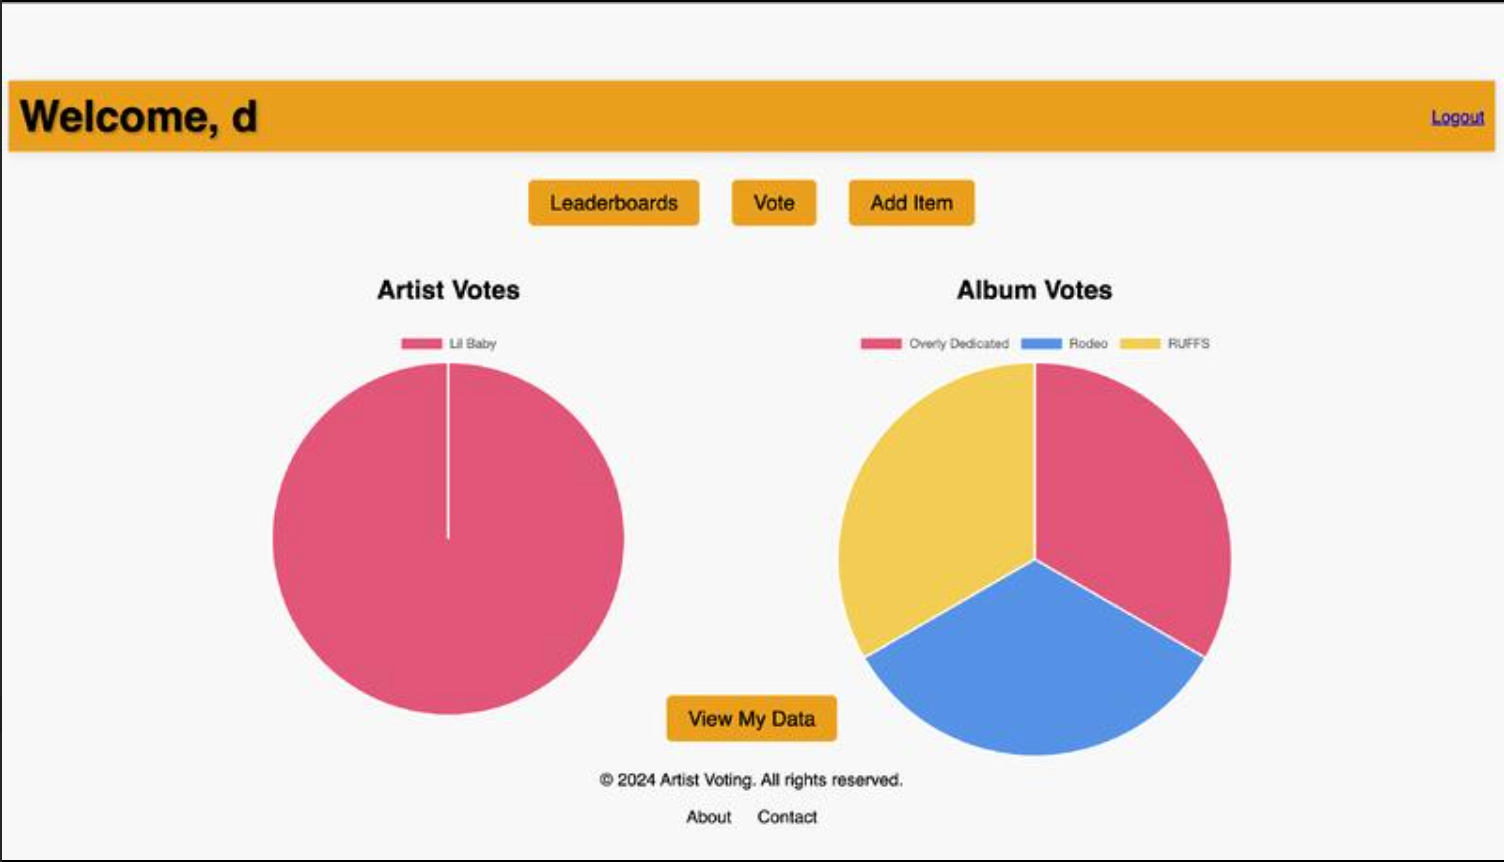 Welcome, d
Logout
Leaderboards
Vote
Add Item
Artist Votes
Lil Baby
Album Votes
Overly Dedicated
Rodeo
RUFFS
View My Data
© 2024 Artist Voting. All rights reserved.
About
Contact